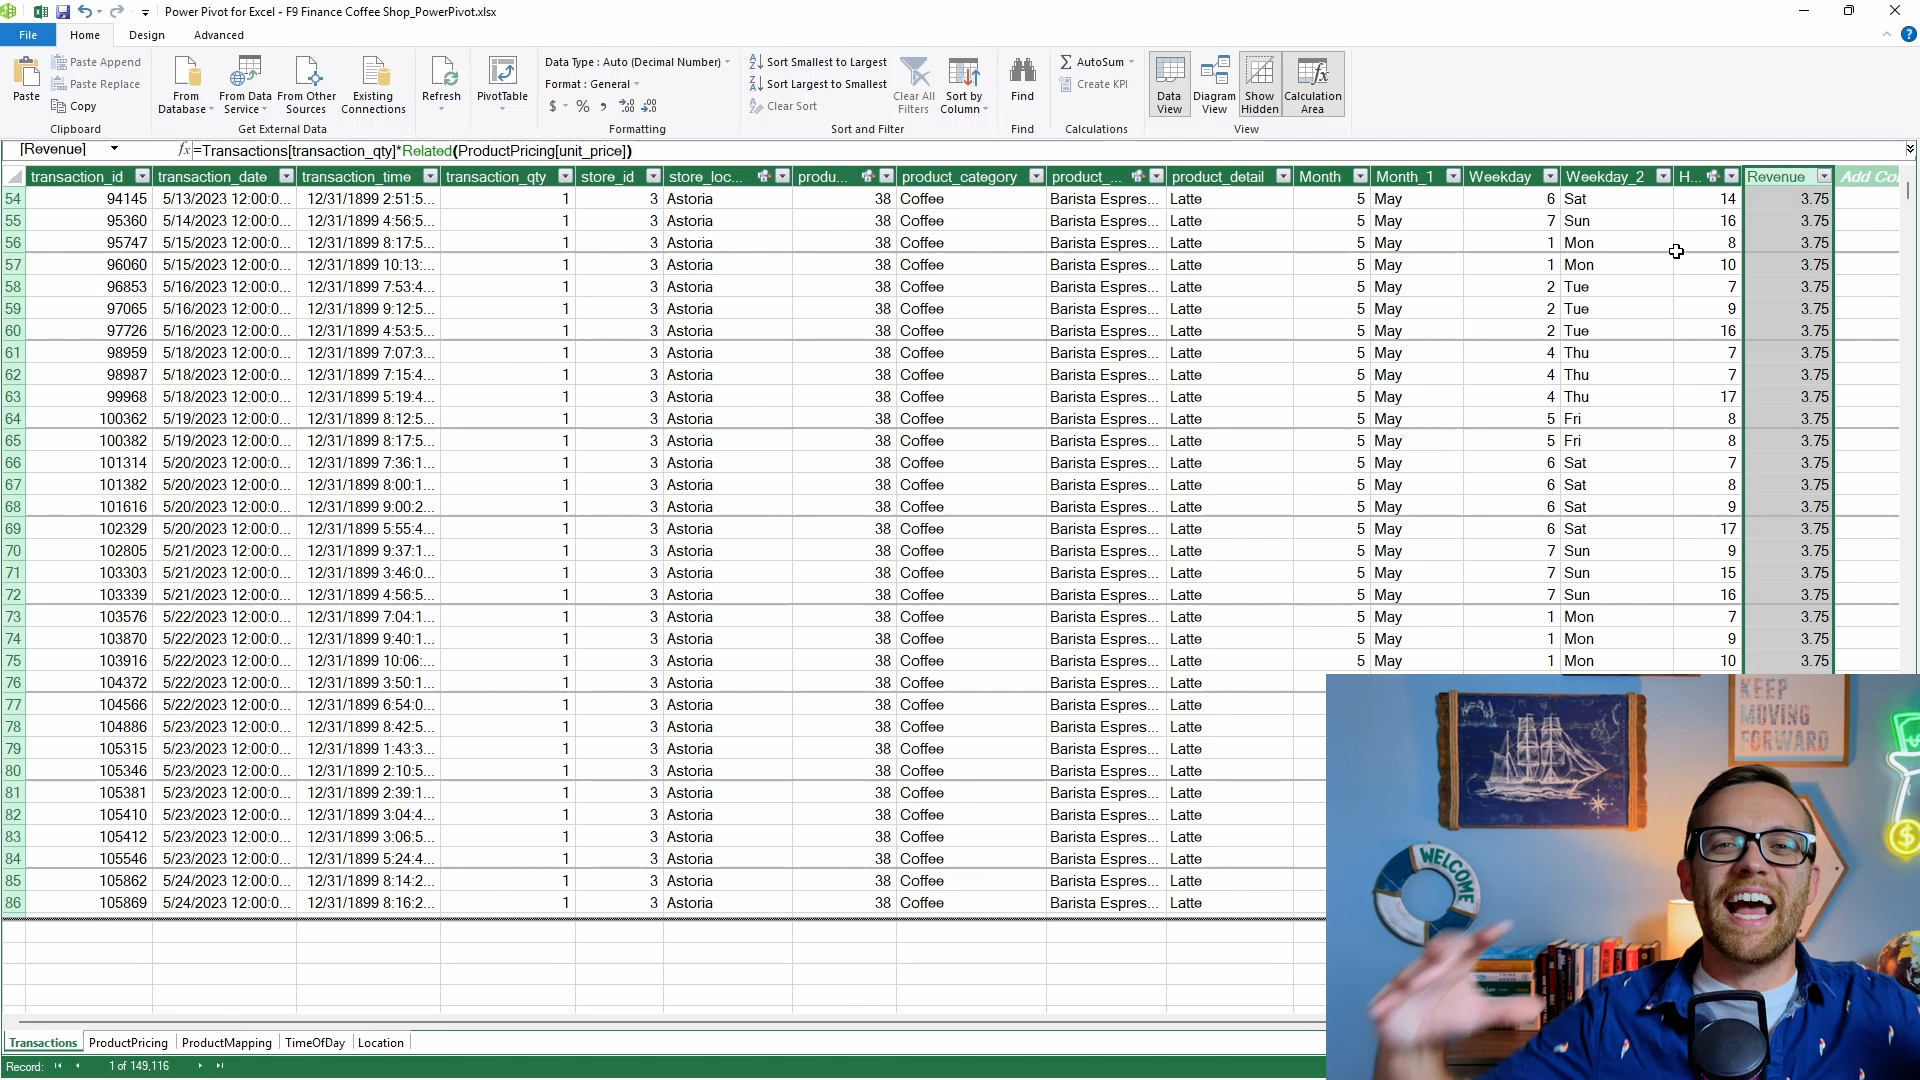 Power Pivot for Excel - F9 Finance Coffee Shop_PowerPivot.xlsx
File Home Design Advanced
Paste
Paste Append
Paste Replace
Copy
Clipboard
From Database
From Data Service
From Other Sources
Existing Connections
Get External Data
Refresh
PivotTable
Data Type : Auto (Decimal Number)
Format : General
$ % ,
Formatting
Sort Smallest to Largest
Sort Largest to Smallest
Clear Sort
Clear All Filters
Sort by Column
Sort and Filter
Find
Find
AutoSum
Create KPI
Calculations
Data View
Diagram View
Show Hidden
Calculation Area
View
[Revenue] fx =Transactions[transaction_qty]*Related(ProductPricing[unit_price])
transaction_id transaction_date transaction_time transaction_qty store_id store_loc... produ... product_category product_... product_detail Month Month_1 Weekday Weekday_2 H... Revenue Add Co
54 94145 5/13/2023 12:00:0... 12/31/1899 2:51:5... 1 3 Astoria 38 Coffee Barista Espres... Latte 5 May 6 Sat 14 3.75
55 95360 5/14/2023 12:00:0... 12/31/1899 4:56:5... 1 3 Astoria 38 Coffee Barista Espres... Latte 5 May 7 Sun 16 3.75
56 95747 5/15/2023 12:00:0... 12/31/1899 8:17:5... 1 3 Astoria 38 Coffee Barista Espres... Latte 5 May 1 Mon 8 3.75
57 96060 5/15/2023 12:00:0... 12/31/1899 10:13:... 1 3 Astoria 38 Coffee Barista Espres... Latte 5 May 1 Mon 10 3.75
58 96853 5/16/2023 12:00:0... 12/31/1899 7:53:4... 1 3 Astoria 38 Coffee Barista Espres... Latte 5 May 2 Tue 7 3.75
59 97065 5/16/2023 12:00:0... 12/31/1899 9:12:5... 1 3 Astoria 38 Coffee Barista Espres... Latte 5 May 2 Tue 9 3.75
60 97726 5/16/2023 12:00:0... 12/31/1899 4:53:5... 1 3 Astoria 38 Coffee Barista Espres... Latte 5 May 2 Tue 16 3.75
61 98959 5/18/2023 12:00:0... 12/31/1899 7:07:3... 1 3 Astoria 38 Coffee Barista Espres... Latte 5 May 4 Thu 7 3.75
62 98987 5/18/2023 12:00:0... 12/31/1899 7:15:4... 1 3 Astoria 38 Coffee Barista Espres... Latte 5 May 4 Thu 7 3.75
63 99968 5/18/2023 12:00:0... 12/31/1899 5:19:4... 1 3 Astoria 38 Coffee Barista Espres... Latte 5 May 4 Thu 17 3.75
64 100362 5/19/2023 12:00:0... 12/31/1899 8:12:5... 1 3 Astoria 38 Coffee Barista Espres... Latte 5 May 5 Fri 8 3.75
65 100382 5/19/2023 12:00:0... 12/31/1899 8:17:5... 1 3 Astoria 38 Coffee Barista Espres... Latte 5 May 5 Fri 8 3.75
66 101314 5/20/2023 12:00:0... 12/31/1899 7:36:1... 1 3 Astoria 38 Coffee Barista Espres... Latte 5 May 6 Sat 7 3.75
67 101382 5/20/2023 12:00:0... 12/31/1899 8:00:1... 1 3 Astoria 38 Coffee Barista Espres... Latte 5 May 6 Sat 8 3.75
68 101616 5/20/2023 12:00:0... 12/31/1899 9:00:2... 1 3 Astoria 38 Coffee Barista Espres... Latte 5 May 6 Sat 9 3.75
69 102329 5/20/2023 12:00:0... 12/31/1899 5:55:4... 1 3 Astoria 38 Coffee Barista Espres... Latte 5 May 6 Sat 17 3.75
70 102805 5/21/2023 12:00:0... 12/31/1899 9:37:1... 1 3 Astoria 38 Coffee Barista Espres... Latte 5 May 7 Sun 9 3.75
71 103303 5/21/2023 12:00:0... 12/31/1899 3:46:0... 1 3 Astoria 38 Coffee Barista Espres... Latte 5 May 7 Sun 15 3.75
72 103339 5/21/2023 12:00:0... 12/31/1899 4:56:5... 1 3 Astoria 38 Coffee Barista Espres... Latte 5 May 7 Sun 16 3.75
73 103576 5/22/2023 12:00:0... 12/31/1899 7:04:1... 1 3 Astoria 38 Coffee Barista Espres... Latte 5 May 1 Mon 7 3.75
74 103870 5/22/2023 12:00:0... 12/31/1899 9:40:1... 1 3 Astoria 38 Coffee Barista Espres... Latte 5 May 1 Mon 9 3.75
75 103916 5/22/2023 12:00:0... 12/31/1899 10:06:... 1 3 Astoria 38 Coffee Barista Espres... Latte 5 May 1 Mon 10 3.75
76 104372 5/22/2023 12:00:0... 12/31/1899 3:50:1... 1 3 Astoria 38 Coffee Barista Espres... Latte
77 104566 5/22/2023 12:00:0... 12/31/1899 6:54:0... 1 3 Astoria 38 Coffee Barista Espres... Latte
78 104886 5/23/2023 12:00:0... 12/31/1899 8:42:5... 1 3 Astoria 38 Coffee Barista Espres... Latte
79 105315 5/23/2023 12:00:0... 12/31/1899 1:43:3... 1 3 Astoria 38 Coffee Barista Espres... Latte
80 105346 5/23/2023 12:00:0... 12/31/1899 2:10:5... 1 3 Astoria 38 Coffee Barista Espres... Latte
81 105381 5/23/2023 12:00:0... 12/31/1899 2:39:1... 1 3 Astoria 38 Coffee Barista Espres... Latte
82 105410 5/23/2023 12:00:0... 12/31/1899 3:04:4... 1 3 Astoria 38 Coffee Barista Espres... Latte
83 105412 5/23/2023 12:00:0... 12/31/1899 3:06:5... 1 3 Astoria 38 Coffee Barista Espres... Latte
84 105546 5/23/2023 12:00:0... 12/31/1899 5:24:4... 1 3 Astoria 38 Coffee Barista Espres... Latte
85 105862 5/24/2023 12:00:0... 12/31/1899 8:14:2... 1 3 Astoria 38 Coffee Barista Espres... Latte
86 105869 5/24/2023 12:00:0... 12/31/1899 8:16:2... 1 3 Astoria 38 Coffee Barista Espres... Latte
KEEP
MOVING
FORWARD
WELCOME
Transactions ProductPricing ProductMapping TimeOfDay Location
Record: 1 of 149,116